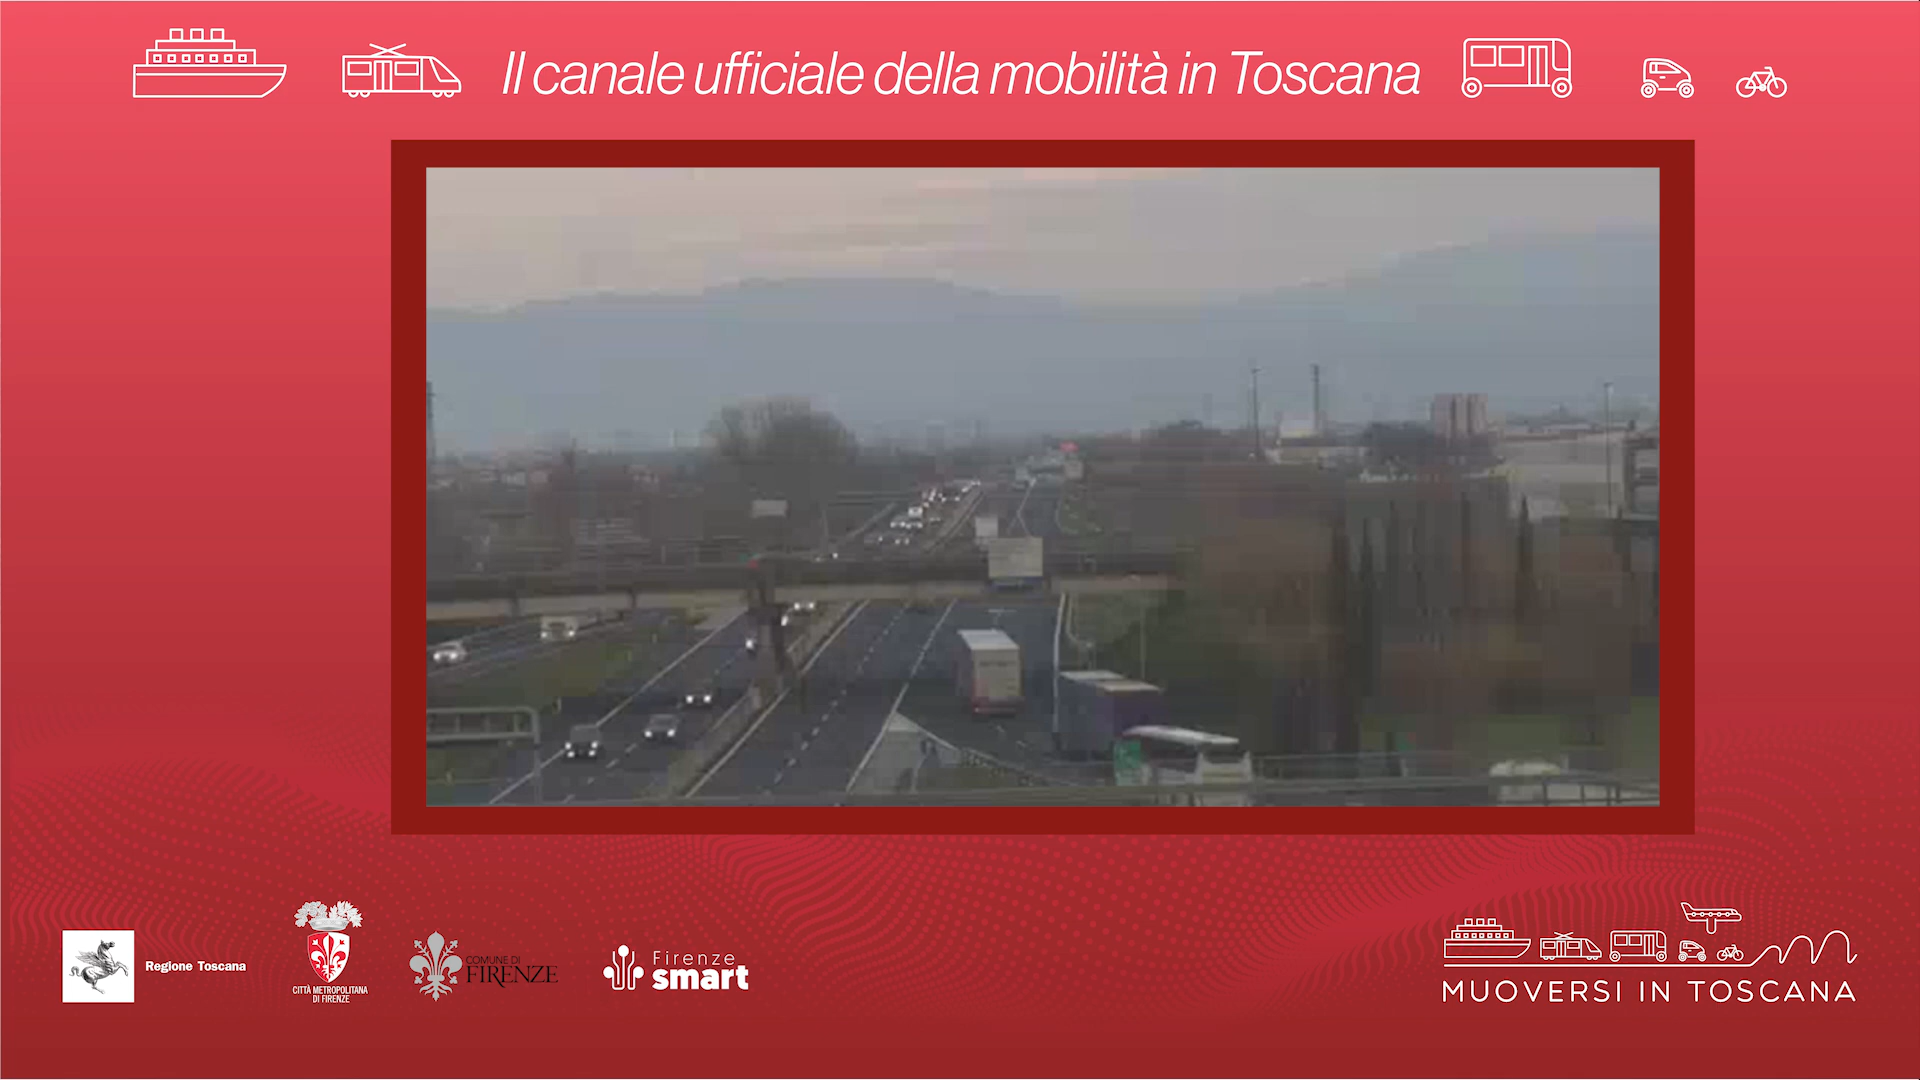 Il canale ufficiale della mobilità in Toscana
Regione Toscana
CITTÀ METROPOLITANA
DI FIRENZE
COMUNE DI
FIRENZE
Firenze
smart
MUOVERSI IN TOSCANA